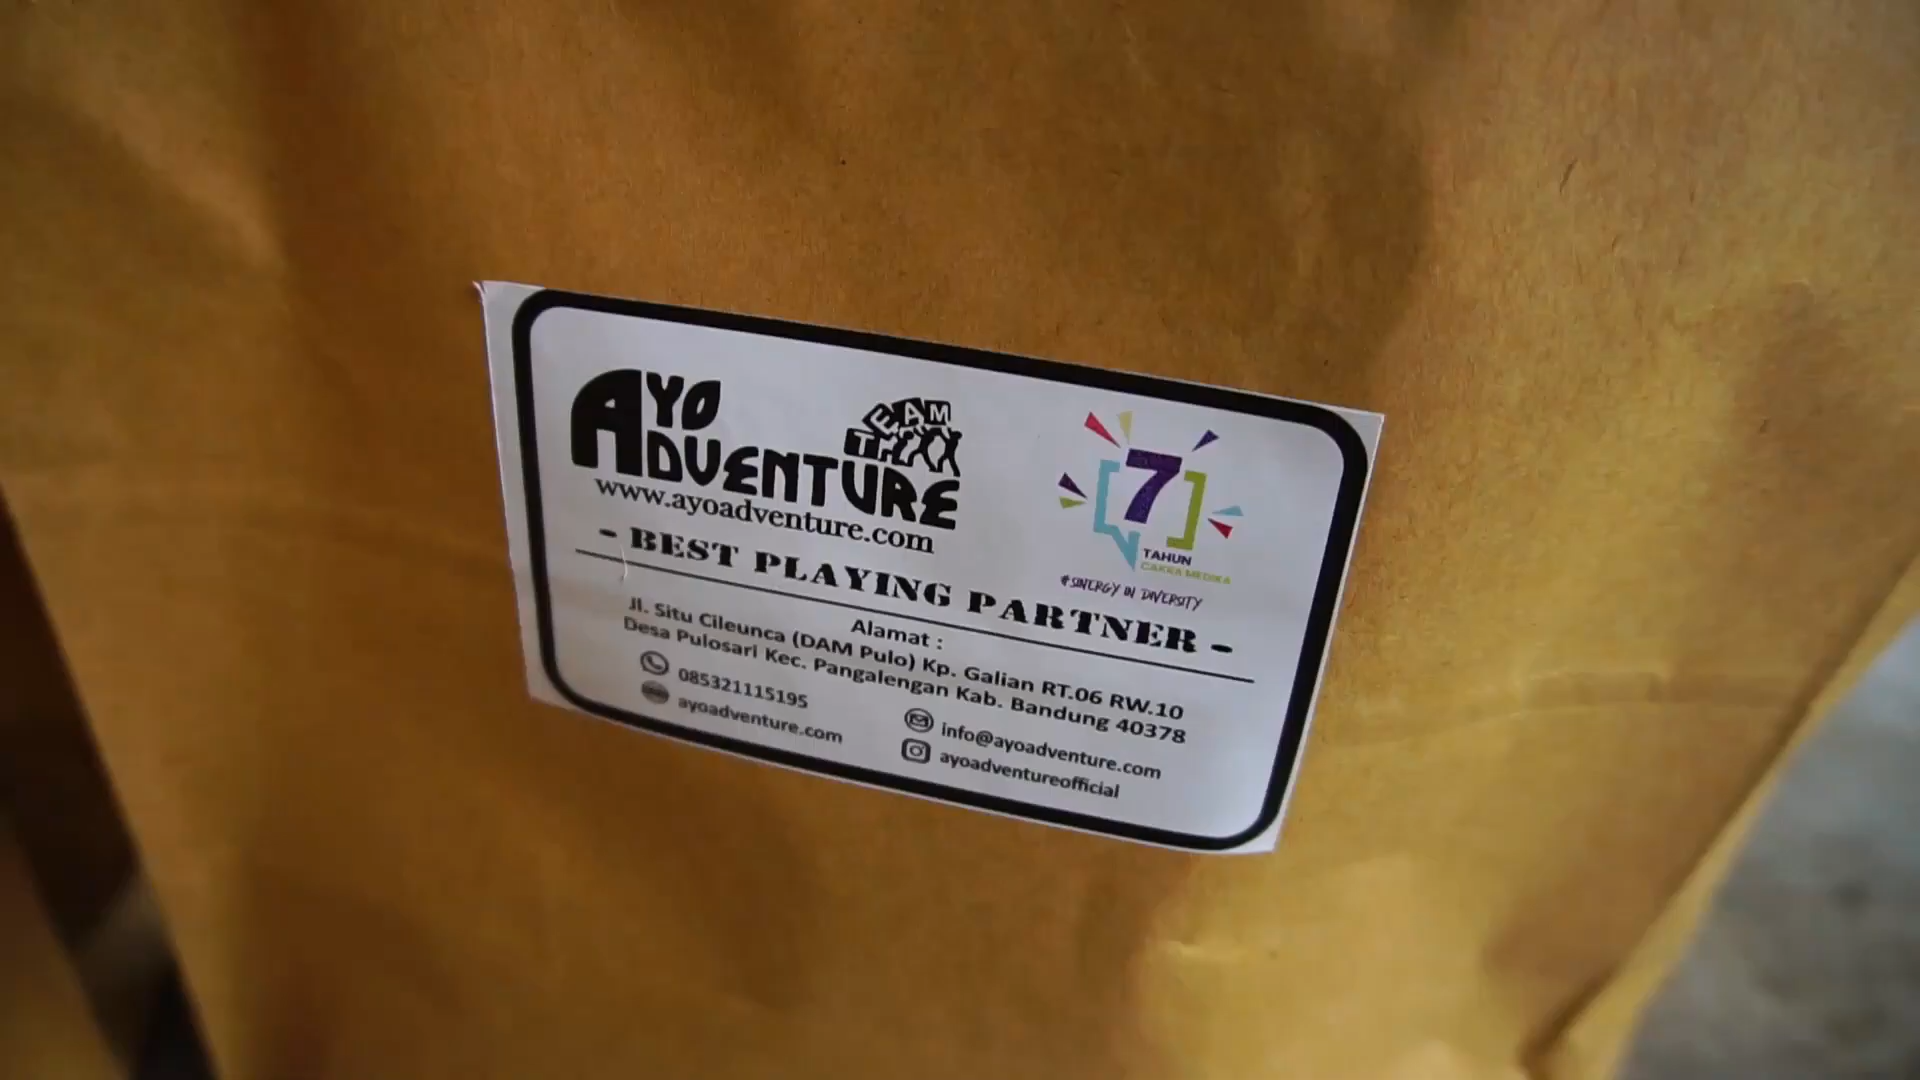 AYO
ADVENTURE
TEAM
www.ayoadventure.com
7
TAHUN
CAKRA MEDIKA
#SINERGY IN DIVERSITY
- BEST PLAYING PARTNER -
Alamat :
Jl. Situ Cileunca (DAM Pulo) Kp. Galian RT.06 RW.10
Desa Pulosari Kec. Pangalengan Kab. Bandung 40378
085321115195
ayoadventure.com
info@ayoadventure.com
ayoadventureofficial